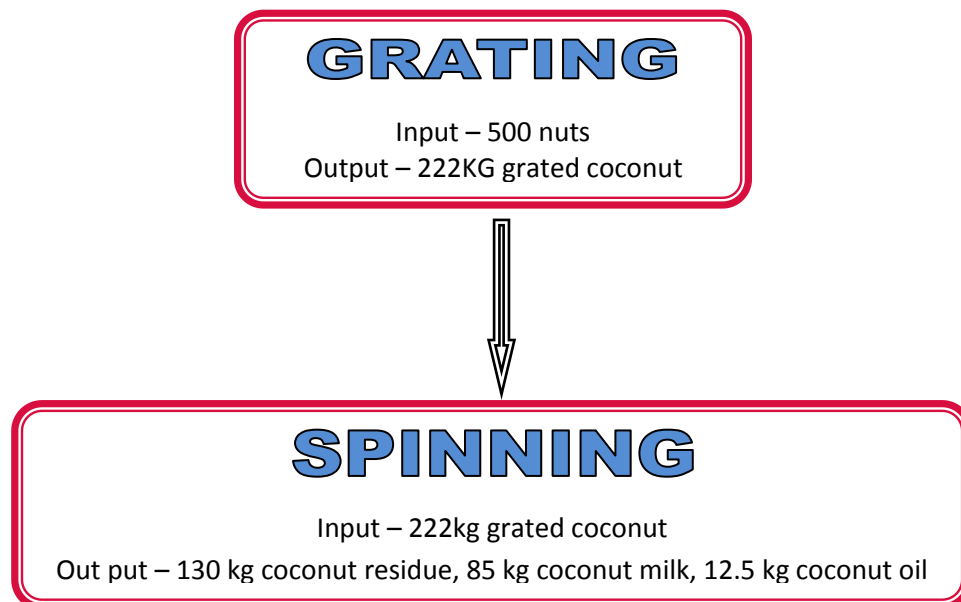 GRATING
Input – 500 nuts
Output – 222KG grated coconut
SPINNING
Input – 222kg grated coconut
Out put – 130 kg coconut residue, 85 kg coconut milk, 12.5 kg coconut oil